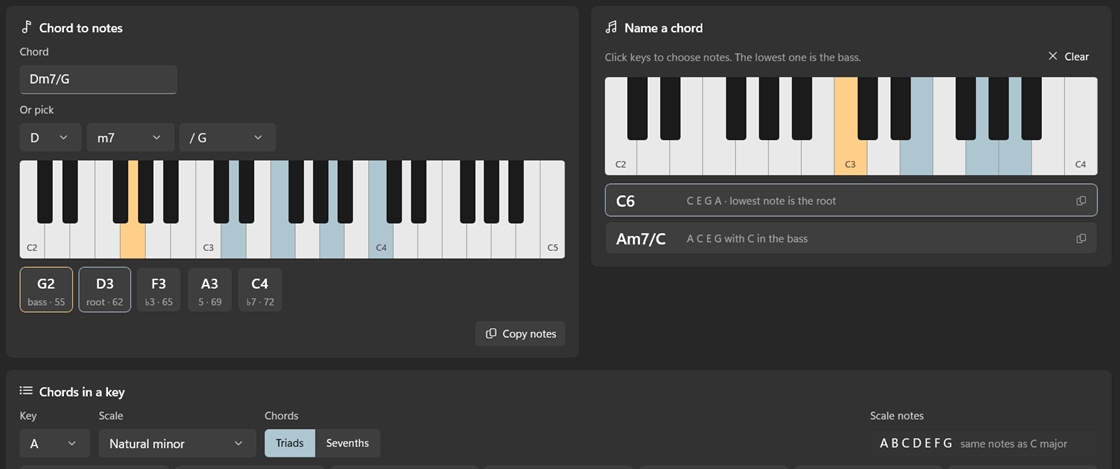 Chord to notes
Chord
Dm7/G
Or pick
D
m7
/ G
C2
C3
C4
C5
G2
bass · 55
D3
root · 62
F3
♭3 · 65
A3
5 · 69
C4
♭7 · 72
Copy notes
Name a chord
Click keys to choose notes. The lowest one is the bass.
Clear
C2
C3
C4
C6
C E G A · lowest note is the root
Am7/C
A C E G with C in the bass
Chords in a key
Key
Scale
Chords
Scale notes
A
Natural minor
Triads
Sevenths
A B C D E F G same notes as C major